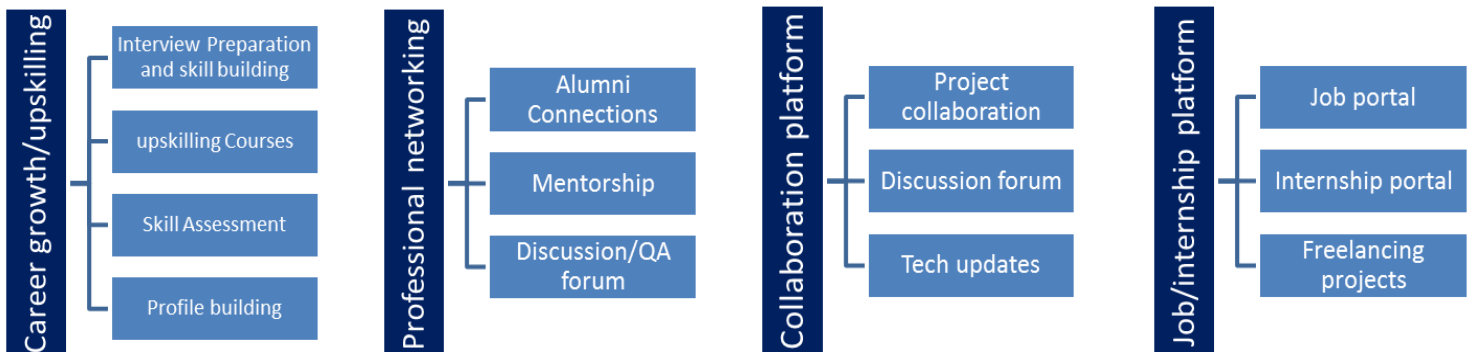 Career growth/upskilling
Interview Preparation
and skill building
upskilling Courses
Skill Assessment
Profile building
Professional networking
Alumni
Connections
Mentorship
Discussion/QA
forum
Collaboration platform
Project
collaboration
Discussion forum
Tech updates
Job/internship platform
Job portal
Internship portal
Freelancing
projects